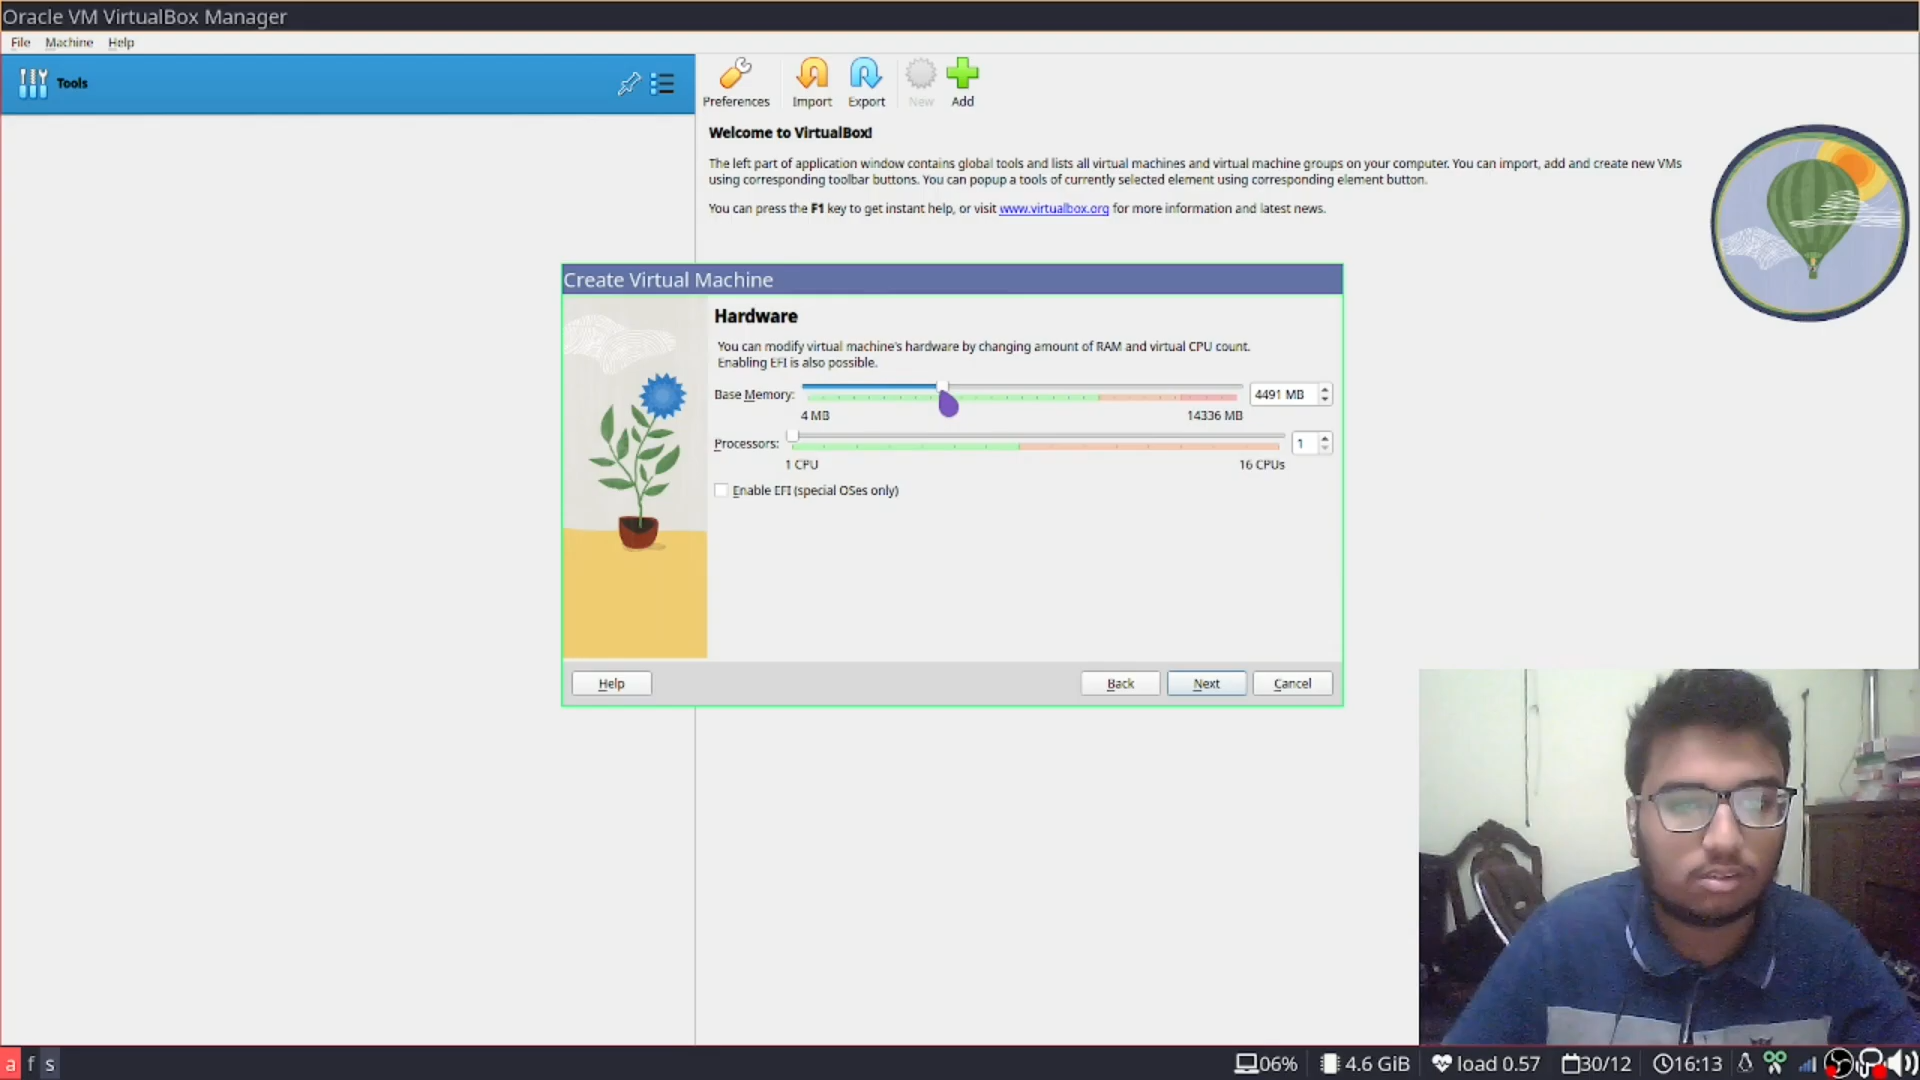 Oracle VM VirtualBox Manager
File Machine Help
Tools
Preferences Import Export New Add
Welcome to VirtualBox!
The left part of application window contains global tools and lists all virtual machines and virtual machine groups on your computer. You can import, add and create new VMs
using corresponding toolbar buttons. You can popup a tools of currently selected element using corresponding element button.
You can press the F1 key to get instant help, or visit www.virtualbox.org for more information and latest news.
Create Virtual Machine
Hardware
You can modify virtual machine's hardware by changing amount of RAM and virtual CPU count.
Enabling EFI is also possible.
Base Memory: 4491 MB
4 MB 14336 MB
Processors: 1
1 CPU 16 CPUs
Enable EFI (special OSes only)
Help Back Next Cancel
a f s 06% 4.6 GiB load 0.57 30/12 16:13